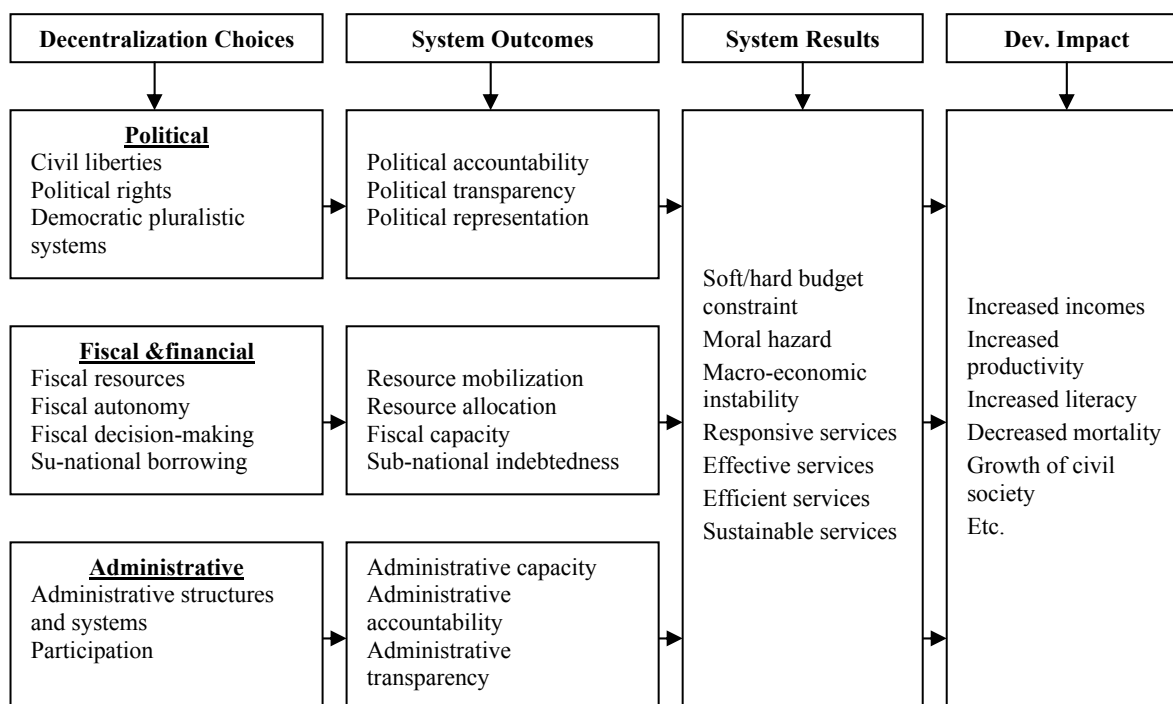 Decentralization Choices
System Outcomes
System Results
Dev. Impact
Political
Civil liberties
Political rights
Democratic pluralistic
systems
Political accountability
Political transparency
Political representation
Fiscal &financial
Fiscal resources
Fiscal autonomy
Fiscal decision-making
Su-national borrowing
Resource mobilization
Resource allocation
Fiscal capacity
Sub-national indebtedness
Administrative
Administrative structures
and systems
Participation
Administrative capacity
Administrative
accountability
Administrative
transparency
Soft/hard budget
constraint
Moral hazard
Macro-economic
instability
Responsive services
Effective services
Efficient services
Sustainable services
Increased incomes
Increased
productivity
Increased literacy
Decreased mortality
Growth of civil
society
Etc.